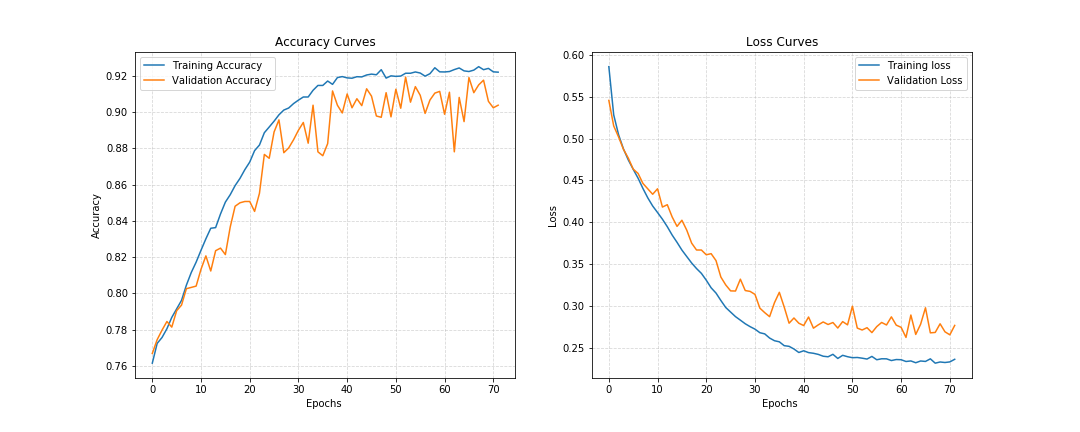 Accuracy Curves
Training Accuracy
Validation Accuracy
0.92
0.90
0.88
0.86
0.84
0.82
0.80
0.78
0.76
Accuracy
0 10 20 30 40 50 60 70
Epochs
Loss Curves
Training loss
Validation Loss
0.60
0.55
0.50
0.45
0.40
0.35
0.30
0.25
Loss
0 10 20 30 40 50 60 70
Epochs